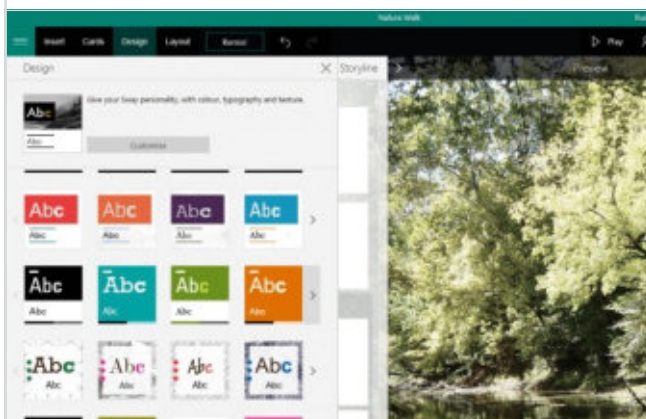 Nature Walk
Insert Cards Design Layout Remix! Play
Design Storyline Preview
Give your Sway personality, with colour, typography and texture.
Abc
Abc
Customise
Abc Abc Abc Abc
Abc Abc Abc Abc
Abc Abc Abc Abc
Abc Abc Abc Abc
Abc Abc Abc Abc
Abc Abc Abc Abc